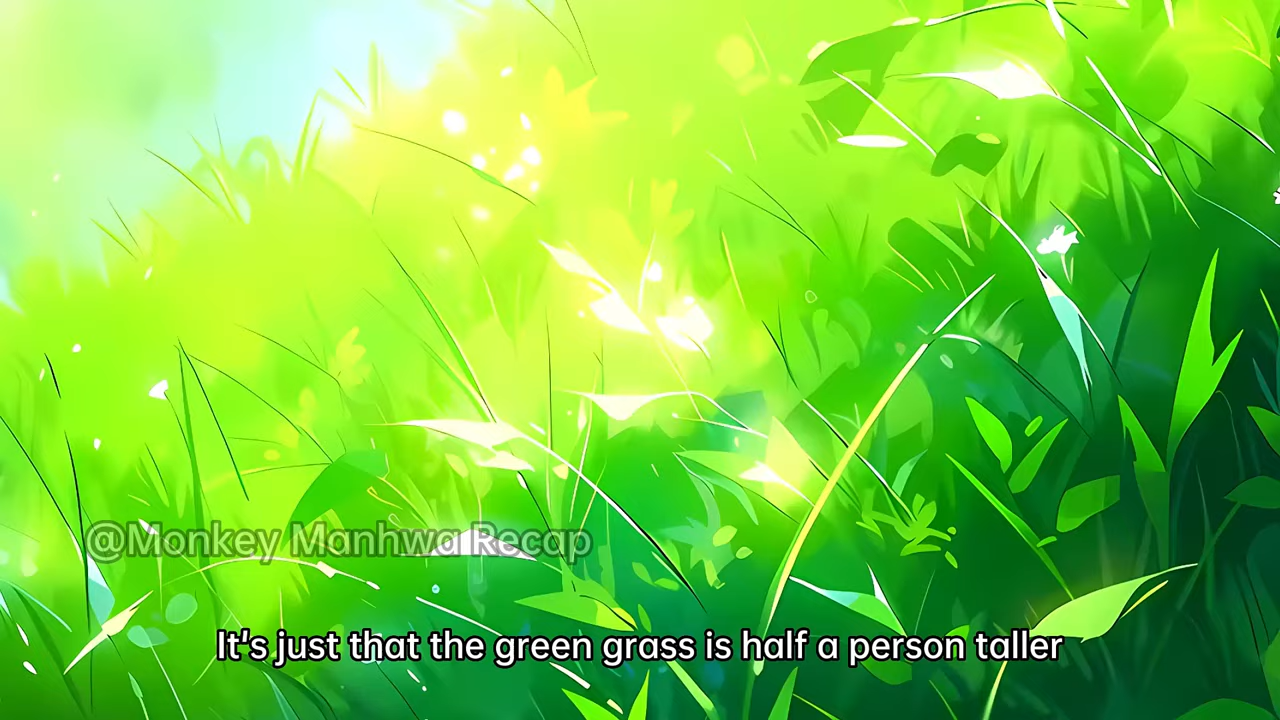 @Monkey Manhwa Recap
It's just that the green grass is half a person taller